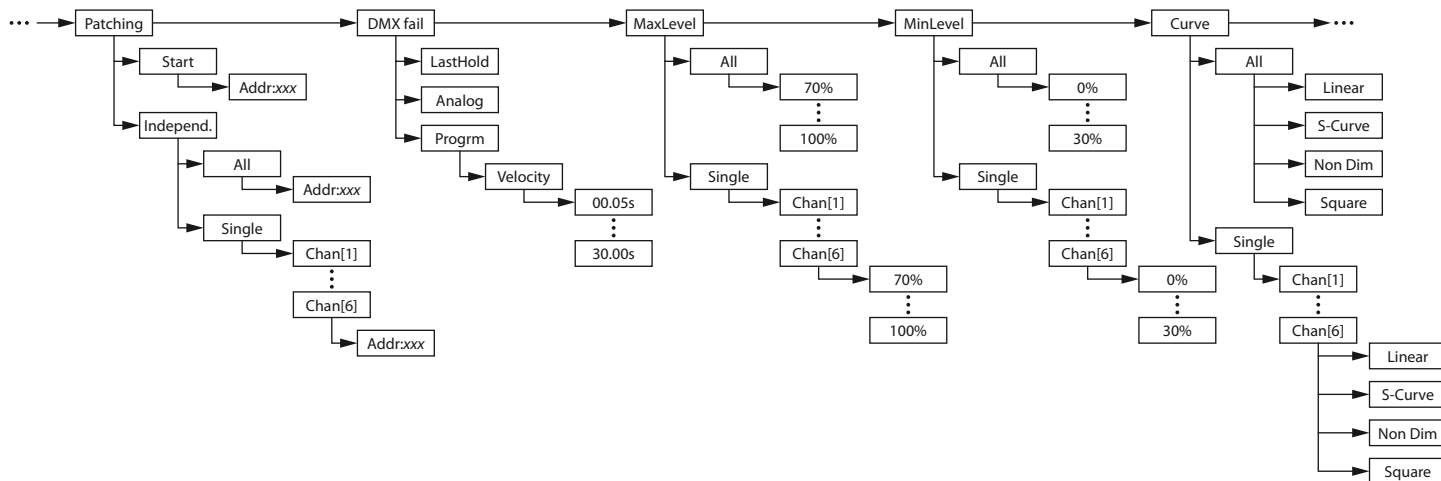 Patching
DMX fail
MaxLevel
MinLevel
Curve
Start
Addr:xxx
Independ.
All
Addr:xxx
Single
Chan[1]
Chan[6]
Addr:xxx
LastHold
Analog
Progrm
Velocity
00.05s
30.00s
All
70%
100%
Single
Chan[1]
Chan[6]
70%
100%
All
0%
30%
Single
Chan[1]
Chan[6]
0%
30%
All
Linear
S-Curve
Non Dim
Square
Single
Chan[1]
Chan[6]
Linear
S-Curve
Non Dim
Square